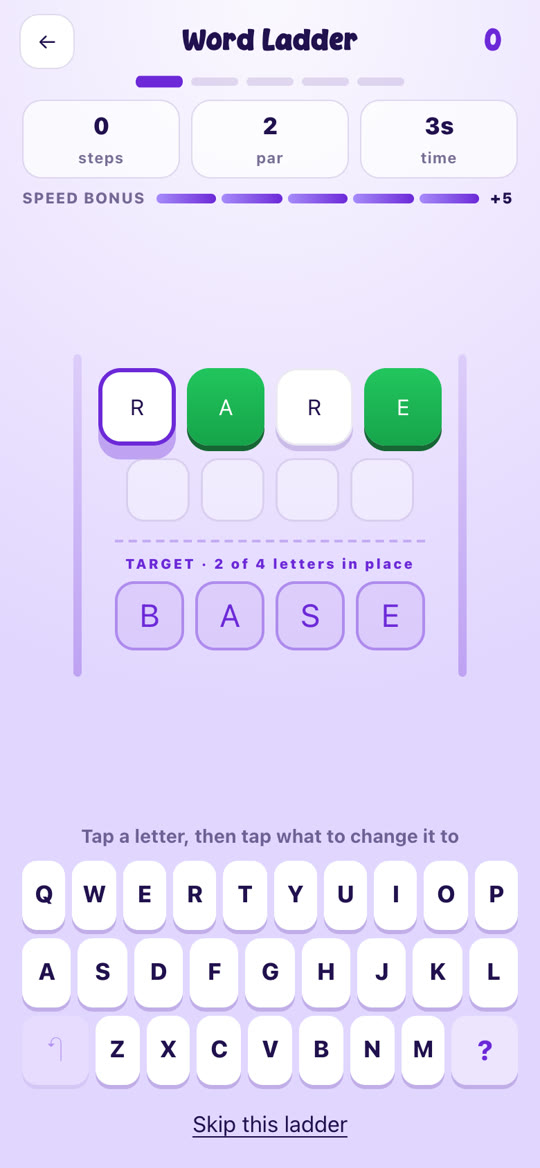 ← Word Ladder 0
0 2 3s
steps par time
SPEED BONUS +5
R A R E
TARGET · 2 of 4 letters in place
B A S E
Tap a letter, then tap what to change it to
Q W E R T Y U I O P
A S D F G H J K L
Z X C V B N M ?
Skip this ladder